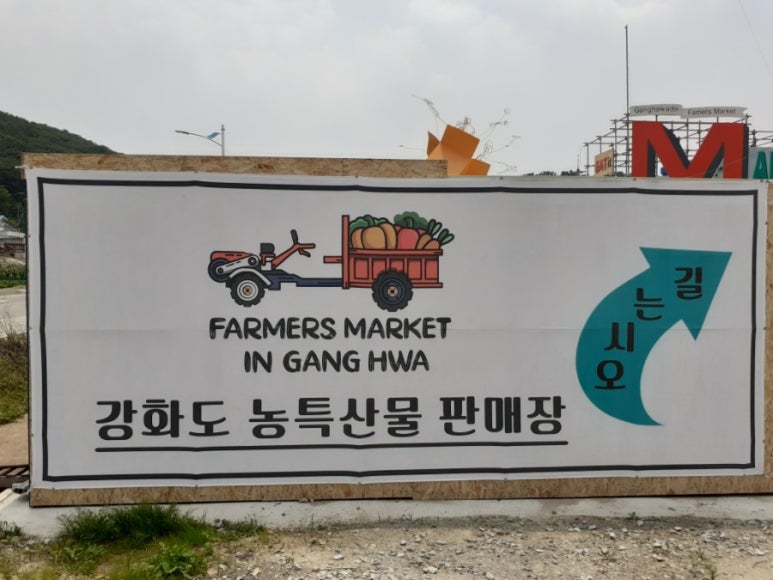 Ganghwado Famers Market
M
FARMERS MARKET
IN GANG HWA
강화도 농특산물 판매장
오시는길